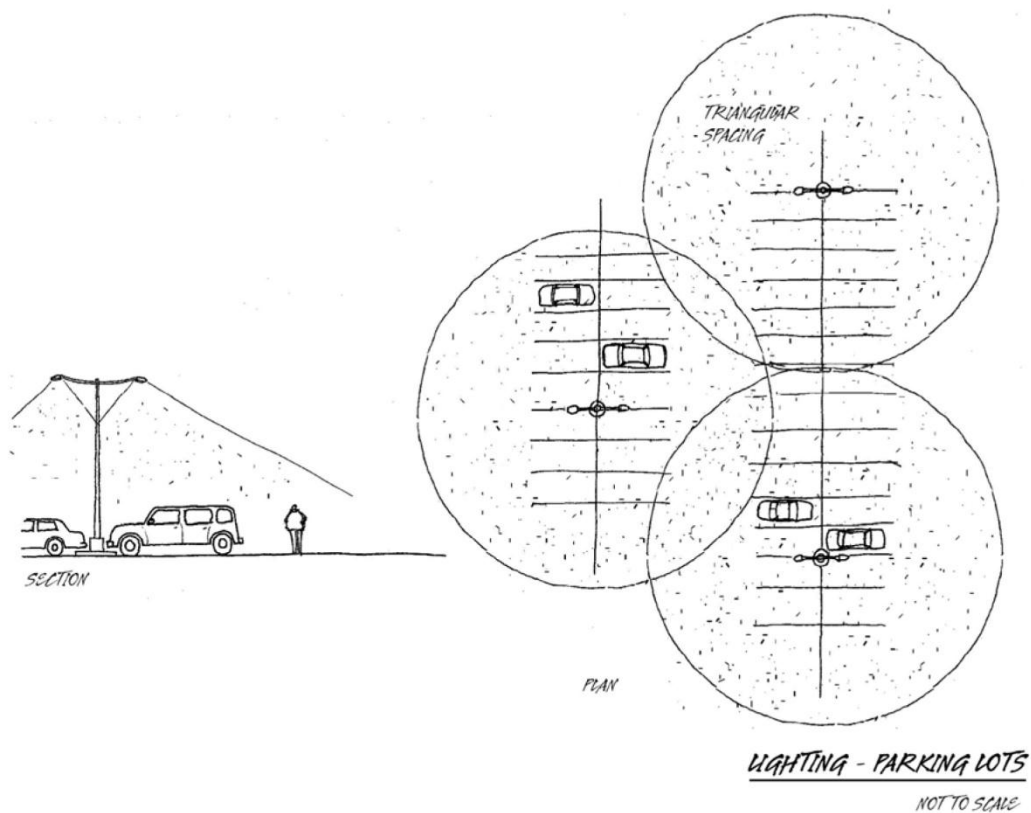 TRIANGULAR
SPACING
SECTION
PLAN
LIGHTING - PARKING LOTS
NOT TO SCALE